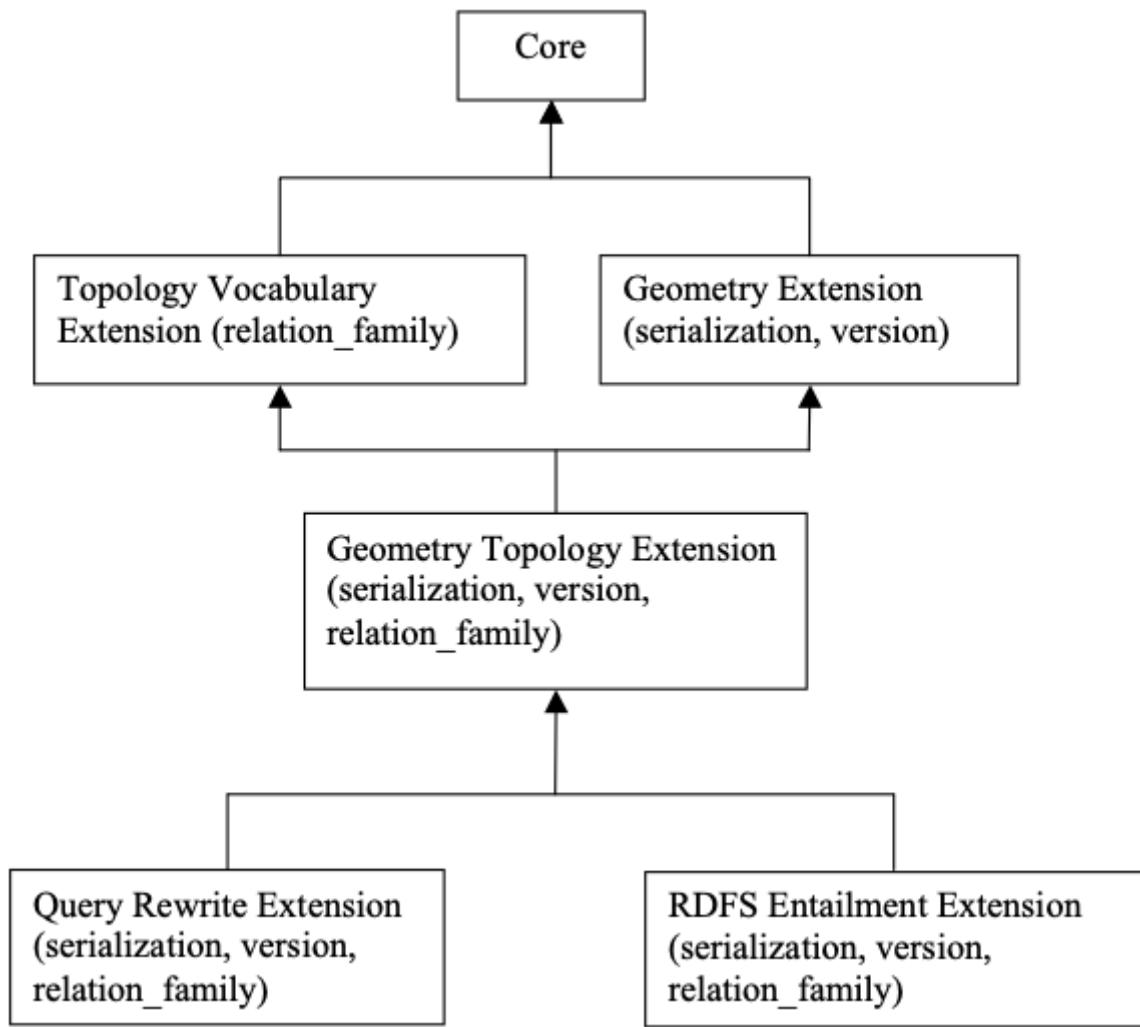 Core
Topology Vocabulary
Extension (relation_family)
Geometry Extension
(serialization, version)
Geometry Topology Extension
(serialization, version,
relation_family)
Query Rewrite Extension
(serialization, version,
relation_family)
RDFS Entailment Extension
(serialization, version,
relation_family)